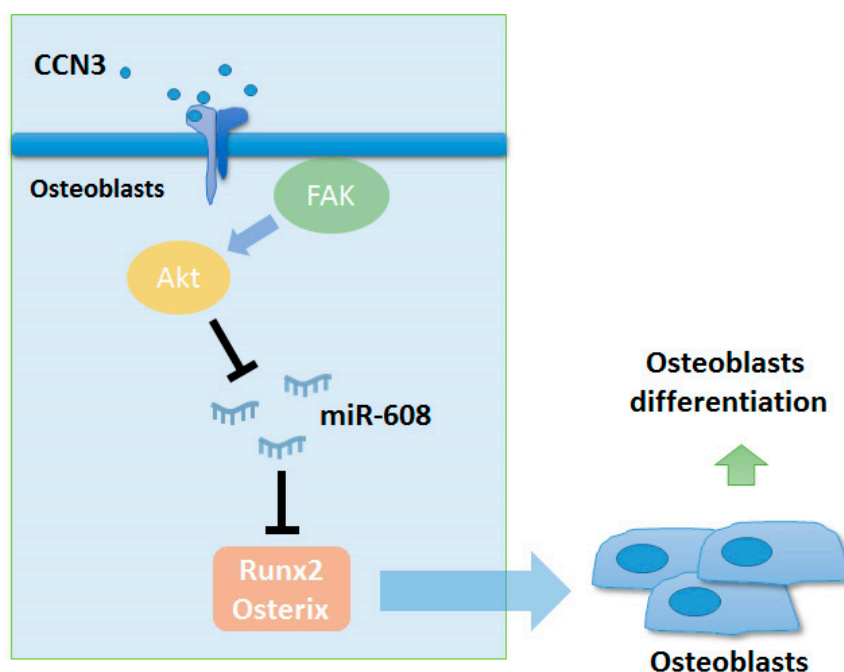 CCN3
Osteoblasts
FAK
Akt
miR-608
Runx2
Osterix
Osteoblasts
differentiation
Osteoblasts